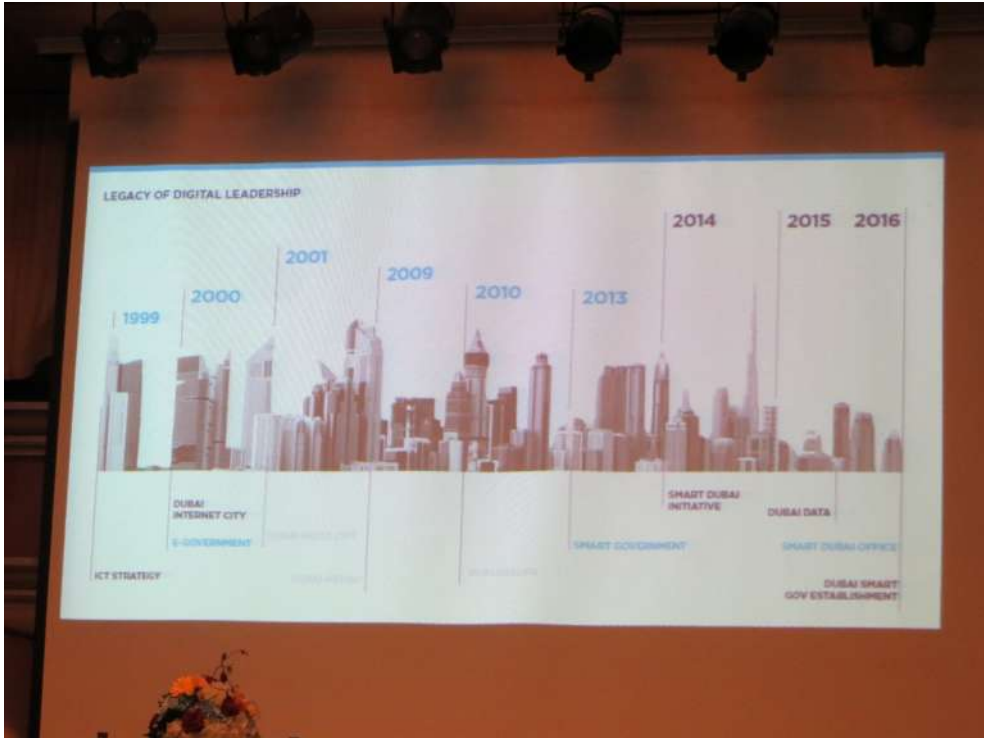 LEGACY OF DIGITAL LEADERSHIP
2014
2015
2016
2001
2009
2000
2010
2013
1999
DUBAI
INTERNET CITY
SMART DUBAI
INITIATIVE
DUBAI DATA
E-GOVERNMENT
SMART GOVERNMENT
SMART DUBAI OFFICE
ICT STRATEGY
DUBAI SMART
GOV ESTABLISHMENT